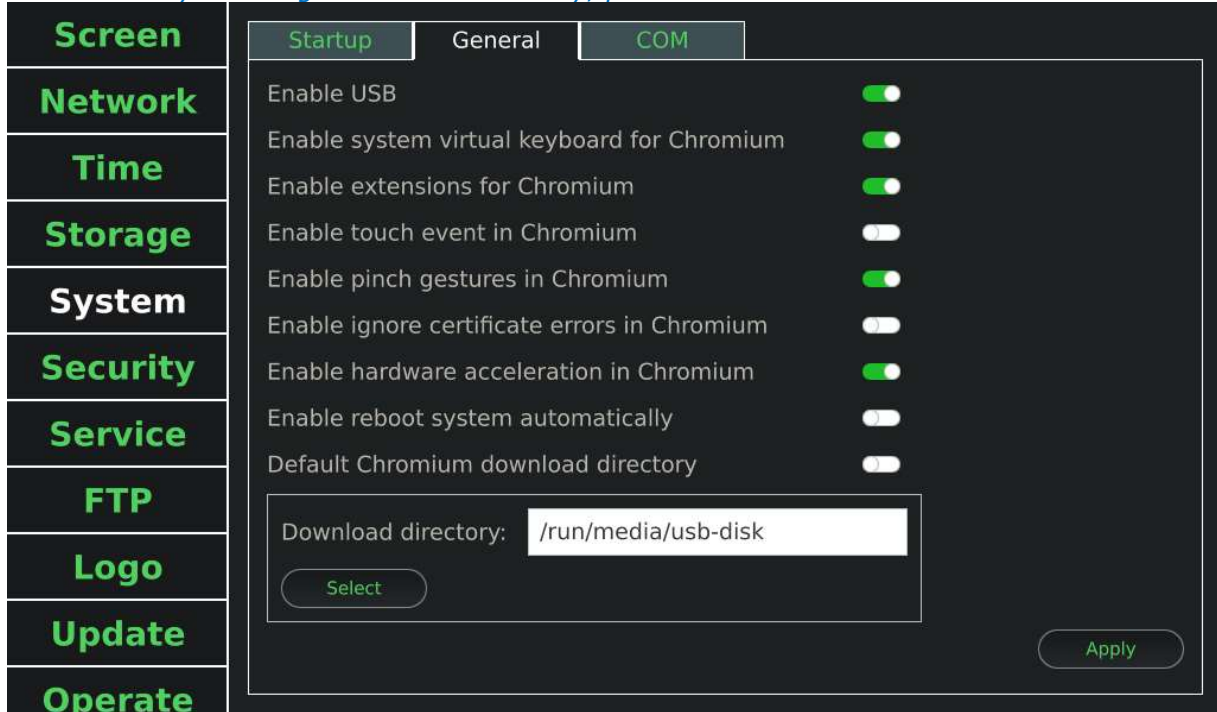 Screen
Network
Time
Storage
System
Security
Service
FTP
Logo
Update
Operate
Startup General COM
Enable USB
Enable system virtual keyboard for Chromium
Enable extensions for Chromium
Enable touch event in Chromium
Enable pinch gestures in Chromium
Enable ignore certificate errors in Chromium
Enable hardware acceleration in Chromium
Enable reboot system automatically
Default Chromium download directory
Download directory: /run/media/usb-disk
Select
Apply